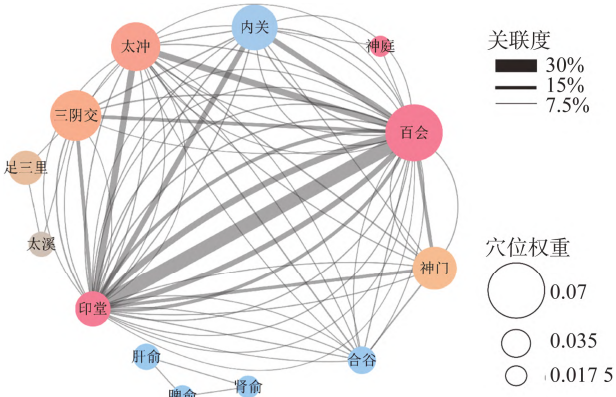 内关
太冲
神庭
三阴交
百会
足三里
太溪
神门
印堂
肝俞
合谷
肾俞
脾俞
关联度
30%
15%
7.5%
穴位权重
0.07
0.035
0.017 5